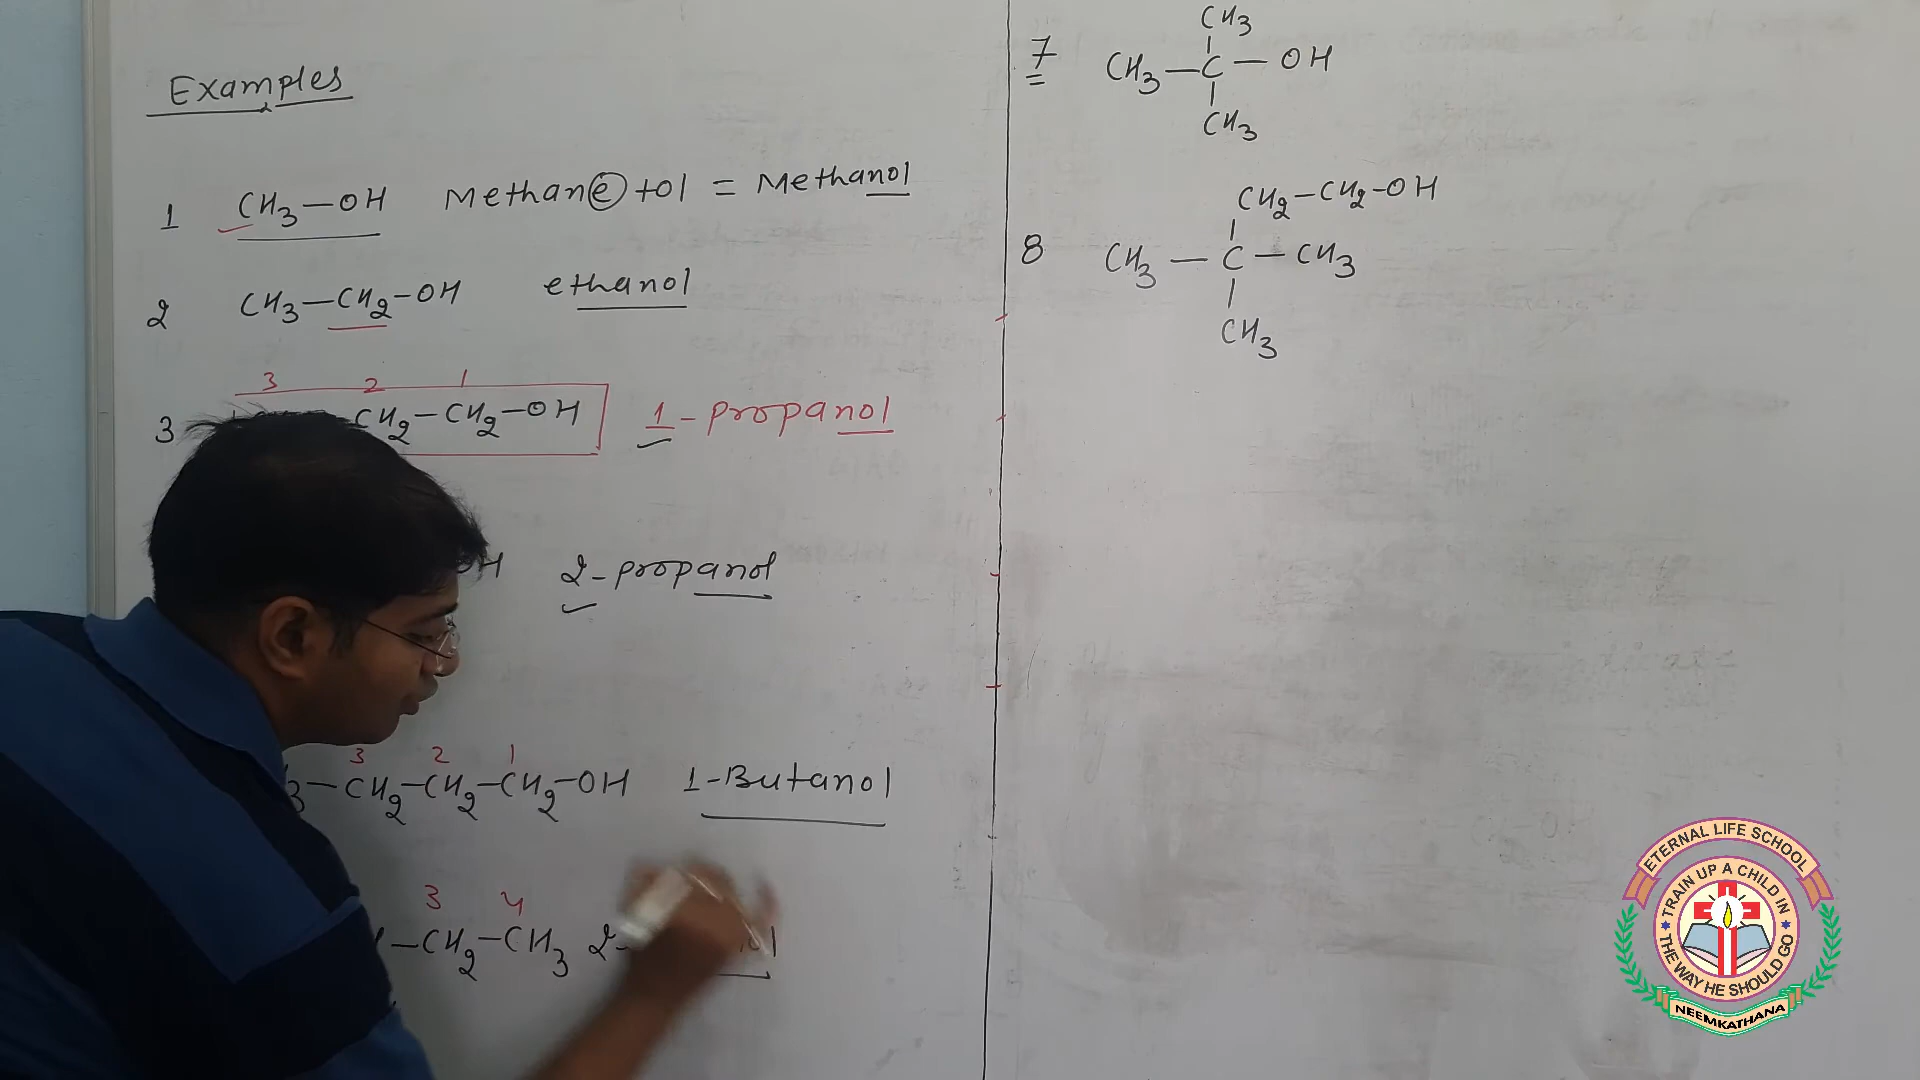 Examples
1 CH3—OH Methane+ol = Methanol
2 CH3—CH2—OH ethanol
3 2 1
3 CH2—CH2—OH 1-propanol
OH 2-propanol
3 2 1
3—CH2—CH2—CH2—OH 1-Butanol
3 4
—CH2—CH3 2-
CH3
7 CH3—C—OH
CH3
CH2—CH2—OH
8 CH3—C—CH3
CH3
ETERNAL LIFE SCHOOL
TRAIN UP A CHILD IN
THE WAY HE SHOULD GO
NEEMKATHANA